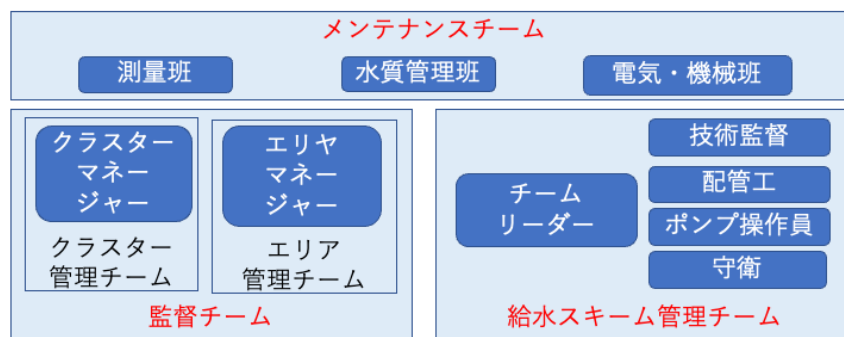 メンテナンスチーム
測量班
水質管理班
電気・機械班
クラスター
マネー
ジャー
クラスター
管理チーム
エリヤ
マネー
ジャー
エリア
管理チーム
監督チーム
チーム
リーダー
技術監督
配管工
ポンプ操作員
守衛
給水スキーム管理チーム